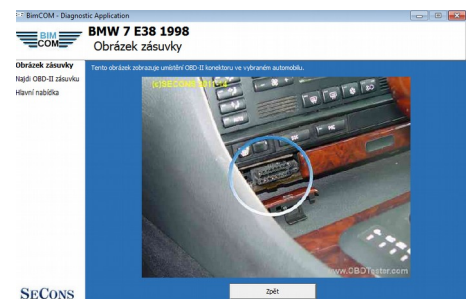 BimCOM - Diagnostic Application
BIM
COM
BMW 7 E38 1998
Obrázek zásuvky
Obrázek zásuvky
Najdi OBD-II zásuvku
Hlavní nabídka
Tento obrázek zobrazuje umístění OBD-II konektoru ve vybraném automobilu.
www.OBDTester.com
Zpět
SECONS